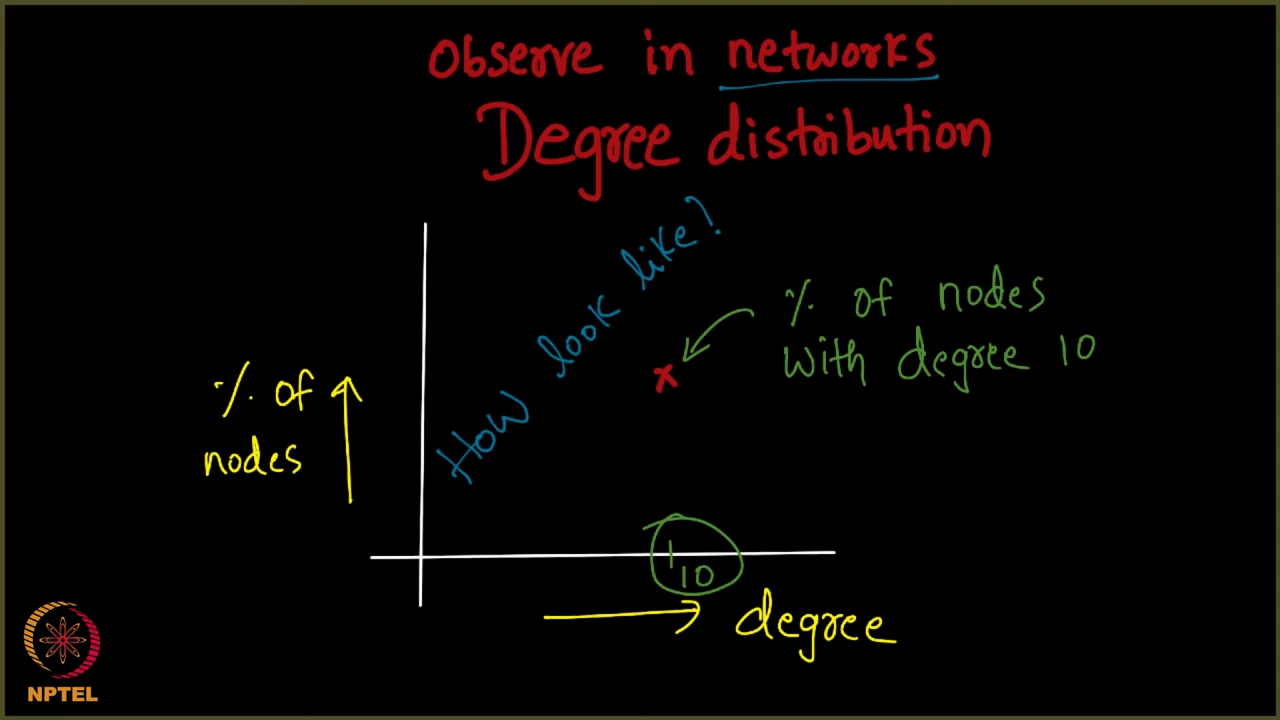 Observe in networks
Degree distribution
How look like?
% of nodes
with degree 10
% of
nodes
10
degree
NPTEL